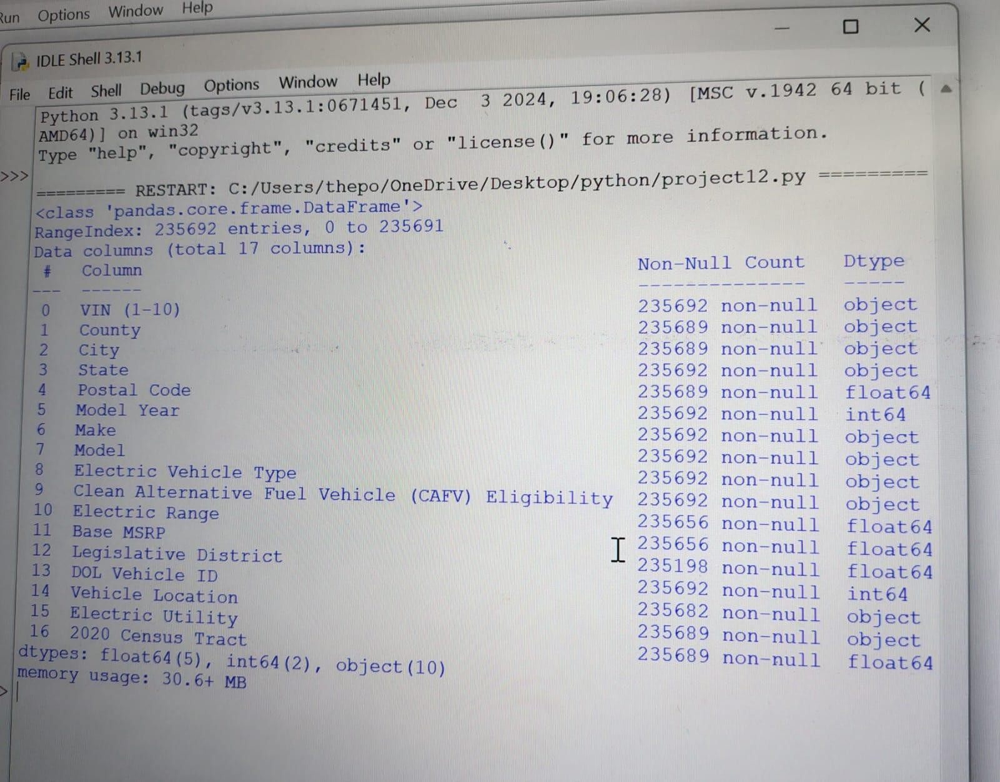 Run Options Window Help
IDLE Shell 3.13.1
File Edit Shell Debug Options Window Help
Python 3.13.1 (tags/v3.13.1:0671451, Dec  3 2024, 19:06:28) [MSC v.1942 64 bit (
AMD64)] on win32
Type "help", "copyright", "credits" or "license()" for more information.
>>>
========= RESTART: C:/Users/thepo/OneDrive/Desktop/python/project12.py =========
<class 'pandas.core.frame.DataFrame'>
RangeIndex: 235692 entries, 0 to 235691
Data columns (total 17 columns):
 #   Column   Non-Null Count   Dtype
---  ------   --------------   -----
 0   VIN (1-10)   235692 non-null   object
 1   County   235689 non-null   object
 2   City   235689 non-null   object
 3   State   235692 non-null   object
 4   Postal Code   235689 non-null   float64
 5   Model Year   235692 non-null   int64
 6   Make   235692 non-null   object
 7   Model   235692 non-null   object
 8   Electric Vehicle Type   235692 non-null   object
 9   Clean Alternative Fuel Vehicle (CAFV) Eligibility   235692 non-null   object
 10  Electric Range   235656 non-null   float64
 11  Base MSRP   235656 non-null   float64
 12  Legislative District   235198 non-null   float64
 13  DOL Vehicle ID   235692 non-null   int64
 14  Vehicle Location   235682 non-null   object
 15  Electric Utility   235689 non-null   object
 16  2020 Census Tract   235689 non-null   float64
dtypes: float64(5), int64(2), object(10)
memory usage: 30.6+ MB
>